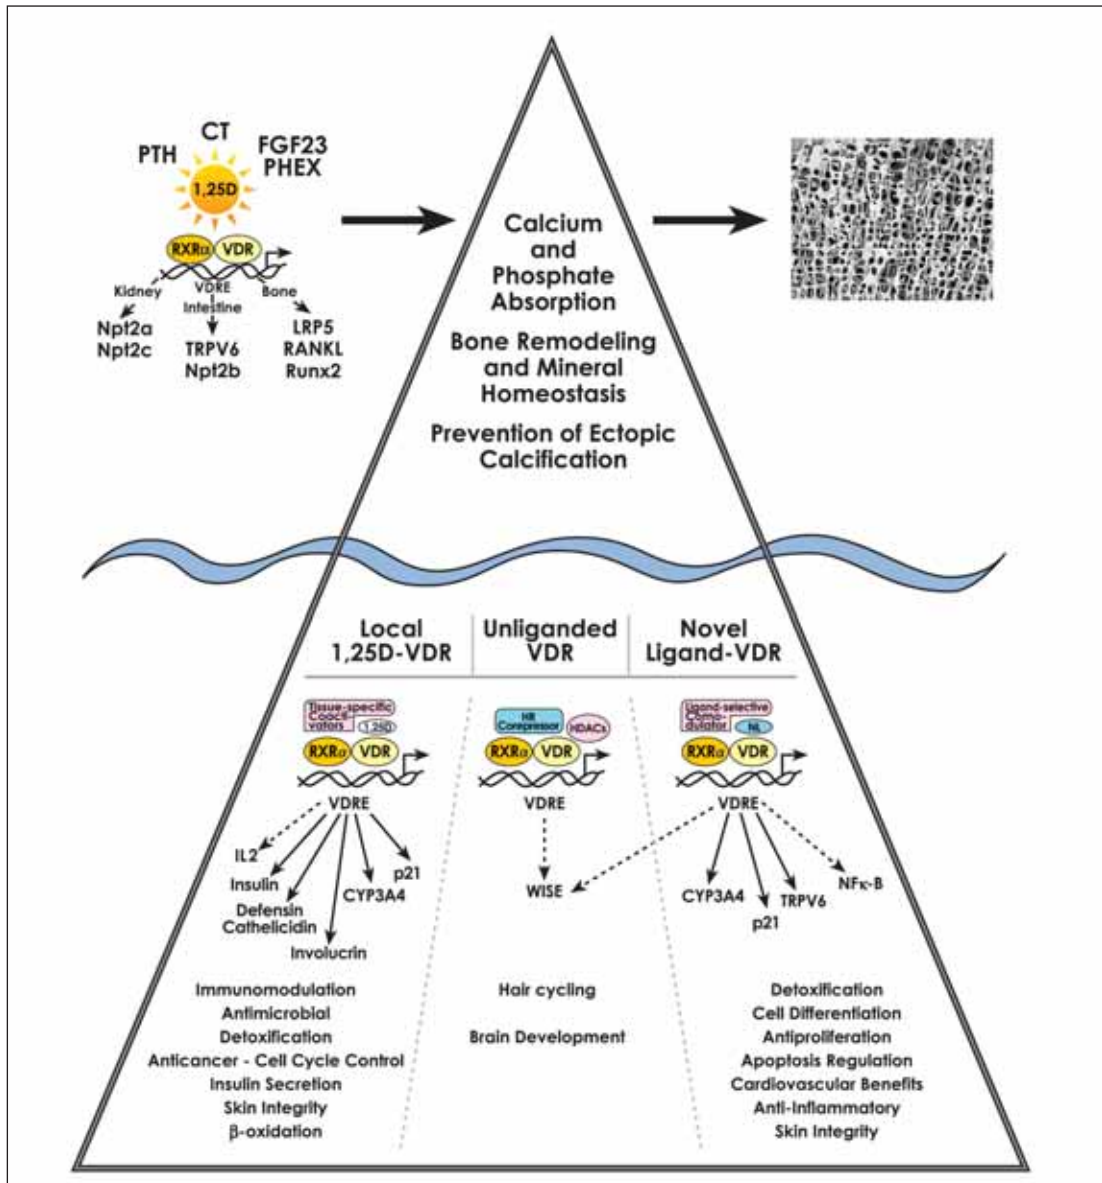 CT
PTH
FGF23
PHEX
1,25D
RXRα VDR
VDRE
Kidney
Intestine
Bone
Npt2a
Npt2c
TRPV6
Npt2b
LRP5
RANKL
Runx2
Calcium
and
Phosphate
Absorption
Bone Remodeling
and Mineral
Homeostasis
Prevention of Ectopic
Calcification
Local
1,25D-VDR
Unliganded
VDR
Novel
Ligand-VDR
Tissue-specific
Coacti-
vators
1,25D
RXRα VDR
VDRE
IL2
Insulin
Defensin
Cathelicidin
Involucrin
CYP3A4
p21
HR
Corepressor
HDACs
RXRα VDR
VDRE
WISE
Ligand-selective
Como-
dulator
NL
RXRα VDR
VDRE
CYP3A4
p21
TRPV6
NFκ-B
Immunomodulation
Antimicrobial
Detoxification
Anticancer - Cell Cycle Control
Insulin Secretion
Skin Integrity
β-oxidation
Hair cycling
Brain Development
Detoxification
Cell Differentiation
Antiproliferation
Apoptosis Regulation
Cardiovascular Benefits
Anti-Inflammatory
Skin Integrity